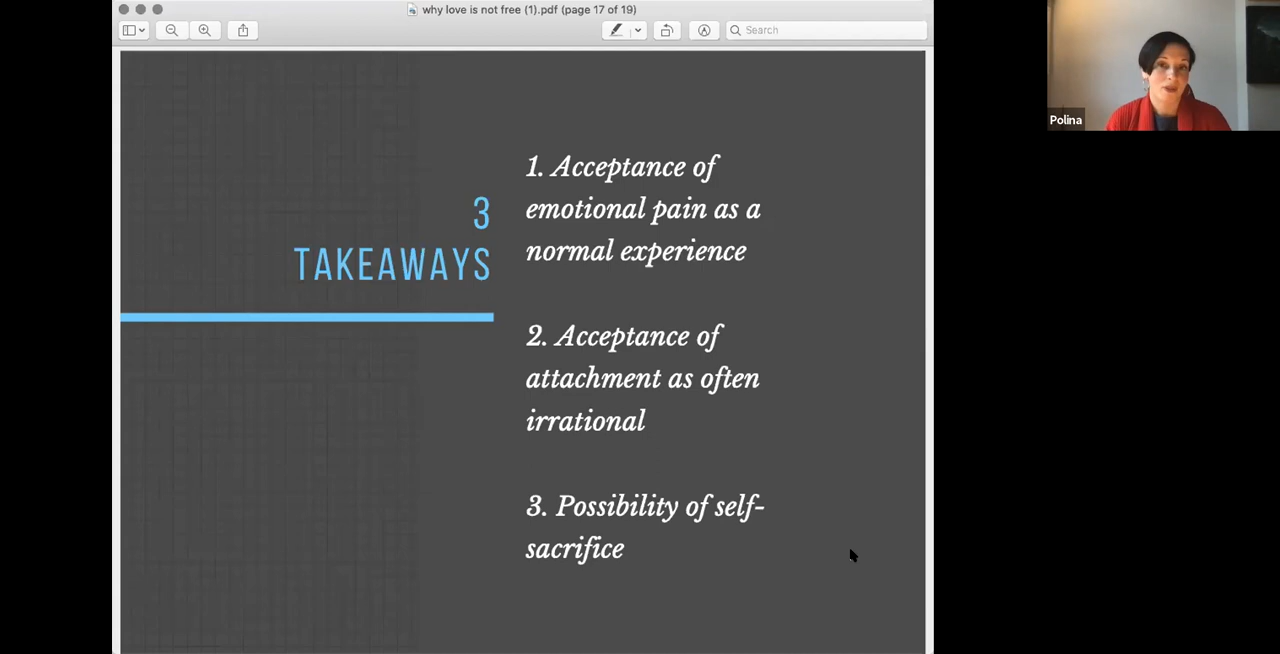 why love is not free (1).pdf (page 17 of 19)
Search
Polina
3
TAKEAWAYS
1. Acceptance of
emotional pain as a
normal experience
2. Acceptance of
attachment as often
irrational
3. Possibility of self-
sacrifice